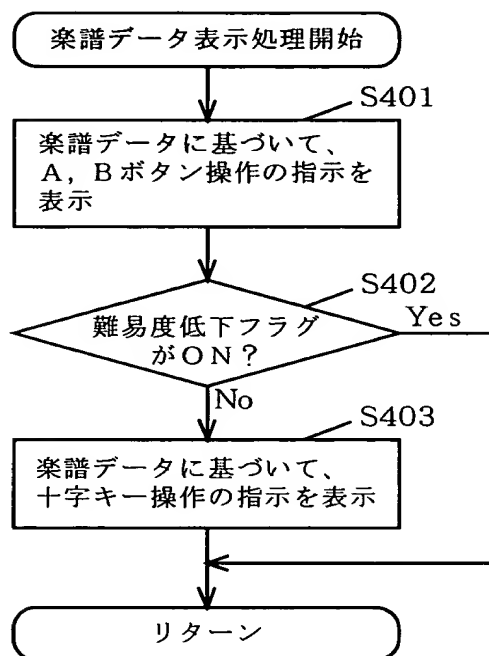 楽譜データ表示処理開始
S401
楽譜データに基づいて、
A，Bボタン操作の指示を
表示
S402
難易度低下フラグ
がON？
Yes
No
S403
楽譜データに基づいて、
十字キー操作の指示を表示
リターン